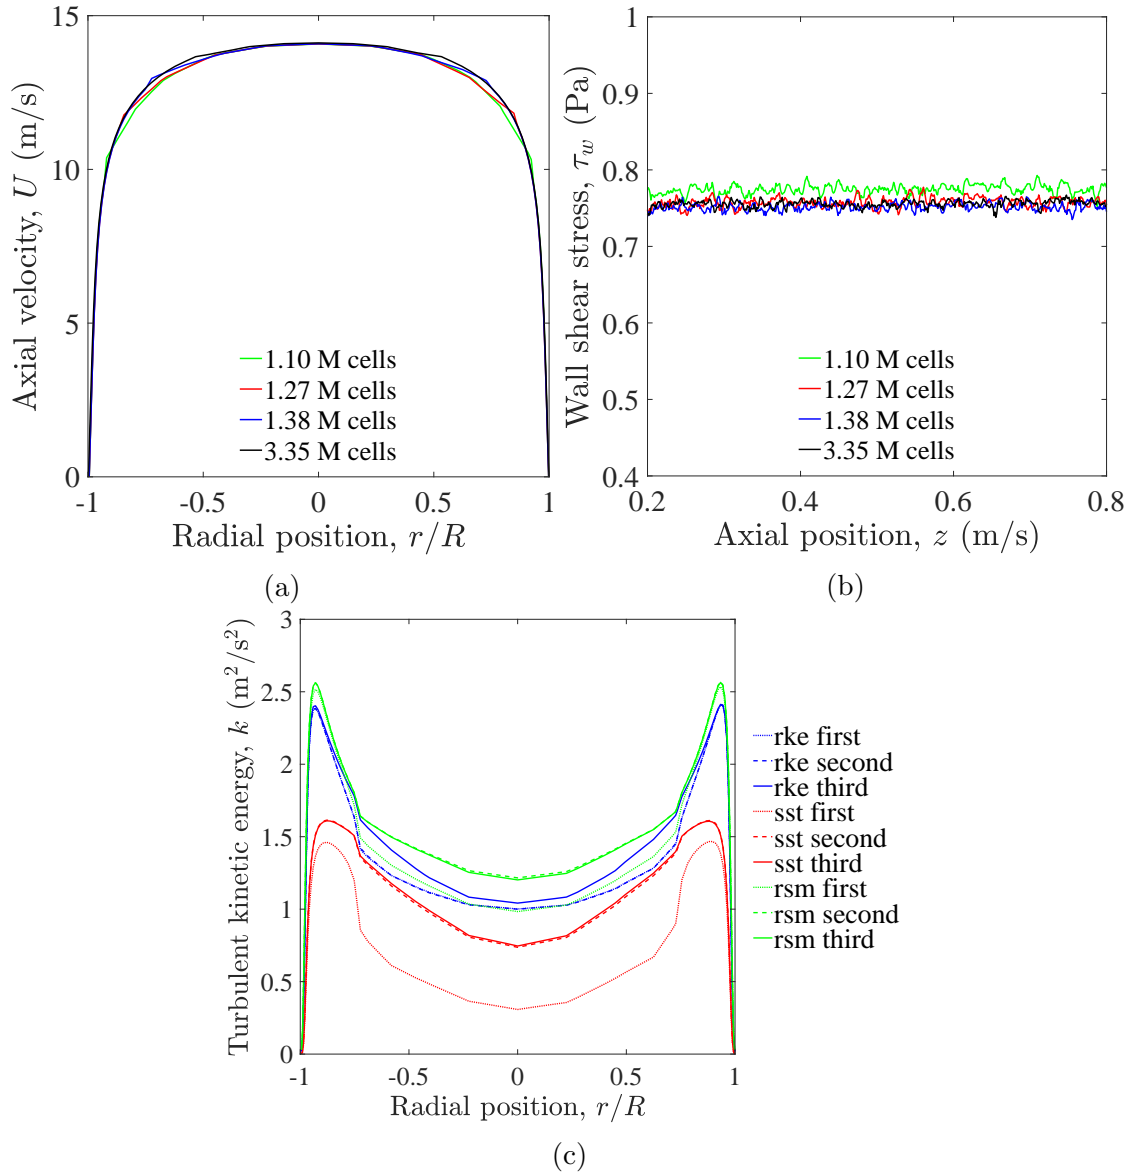 15
10
5
0
-1
-0.5
0
0.5
1
Axial velocity, U (m/s)
Radial position, r/R
1.10 M cells
1.27 M cells
1.38 M cells
3.35 M cells
(a)
1
0.9
0.8
0.7
0.6
0.5
0.4
0.2
0.4
0.6
0.8
Wall shear stress, τ_w (Pa)
Axial position, z (m/s)
1.10 M cells
1.27 M cells
1.38 M cells
3.35 M cells
(b)
3
2.5
2
1.5
1
0.5
0
-1
-0.5
0
0.5
1
Turbulent kinetic energy, k (m²/s²)
Radial position, r/R
rke first
rke second
rke third
sst first
sst second
sst third
rsm first
rsm second
rsm third
(c)